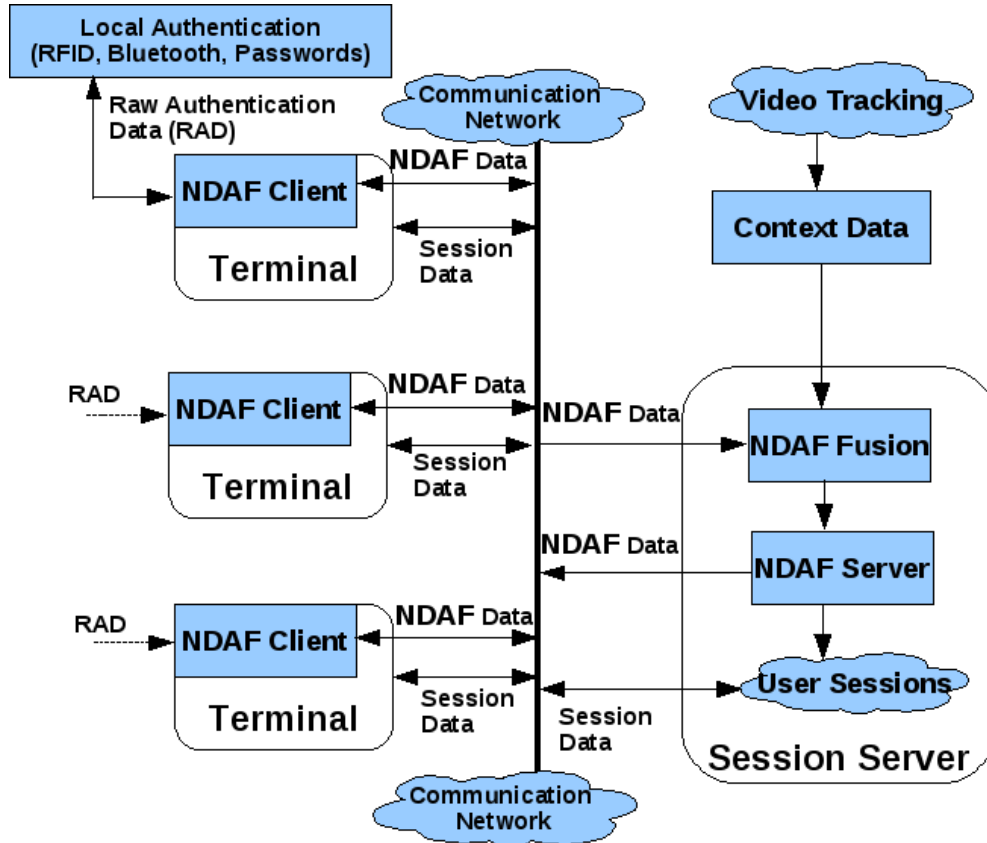 Local Authentication
(RFID, Bluetooth, Passwords)
Raw Authentication
Data (RAD)
Communication
Network
Video Tracking
NDAF Client
NDAF Data
Session
Data
Terminal
Context Data
RAD
NDAF Client
NDAF Data
Session
Data
Terminal
NDAF Data
NDAF Fusion
NDAF Data
NDAF Server
RAD
NDAF Client
NDAF Data
Session
Data
Terminal
Session
Data
User Sessions
Session Server
Communication
Network